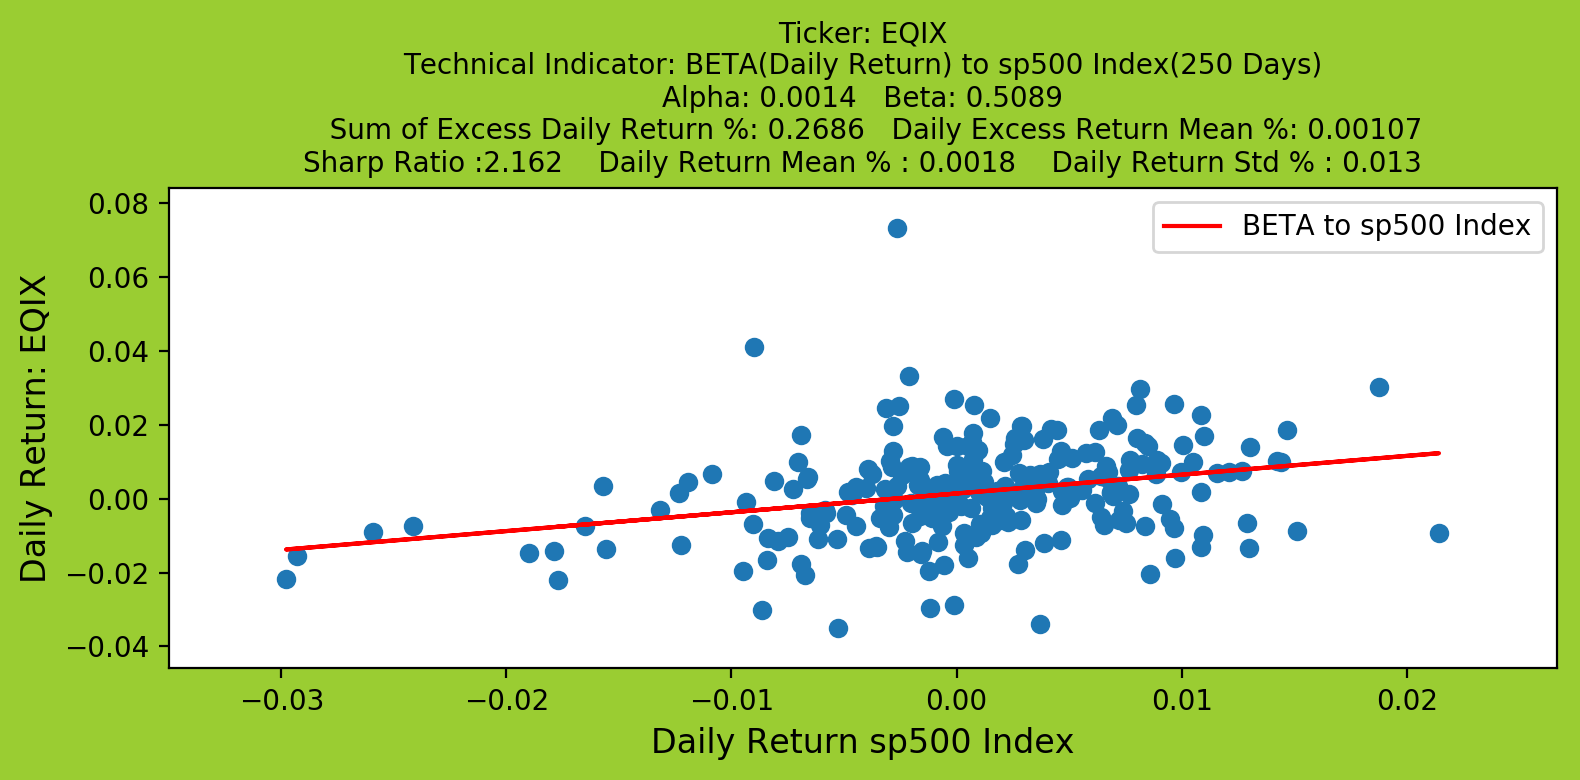 Ticker: EQIX
Technical Indicator: BETA(Daily Return) to sp500 Index(250 Days)
Alpha: 0.0014 Beta: 0.5089
Sum of Excess Daily Return %: 0.2686 Daily Excess Return Mean %: 0.00107
Sharp Ratio :2.162 Daily Return Mean % : 0.0018 Daily Return Std % : 0.013
BETA to sp500 Index
Daily Return: EQIX
0.08
0.06
0.04
0.02
0.00
−0.02
−0.04
−0.03 −0.02 −0.01 0.00 0.01 0.02
Daily Return sp500 Index